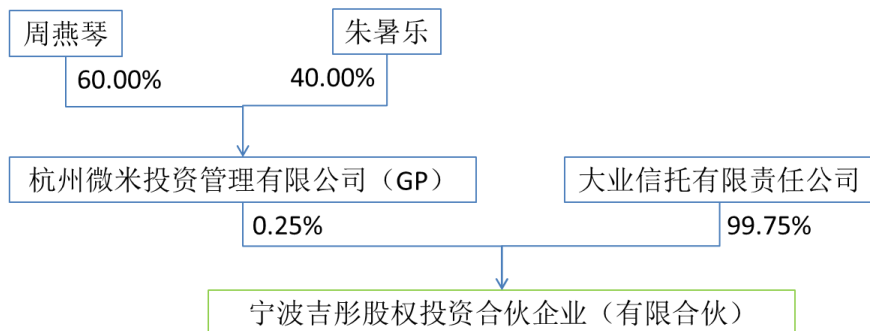 周燕琴
朱暑乐
60.00%
40.00%
杭州微米投资管理有限公司（GP）
大业信托有限责任公司
0.25%
99.75%
宁波吉彤股权投资合伙企业（有限合伙）